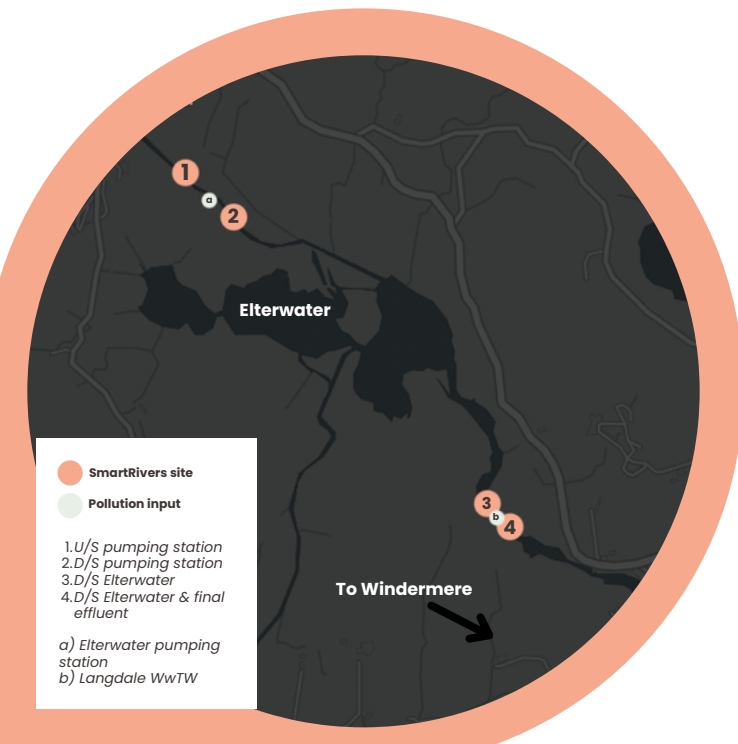 1
a
2
Elterwater
3
b
4
To Windermere
SmartRivers site
Pollution input
1.U/S pumping station
2.D/S pumping station
3.D/S Elterwater
4.D/S Elterwater & final
effluent
a) Elterwater pumping
station
b) Langdale WwTW